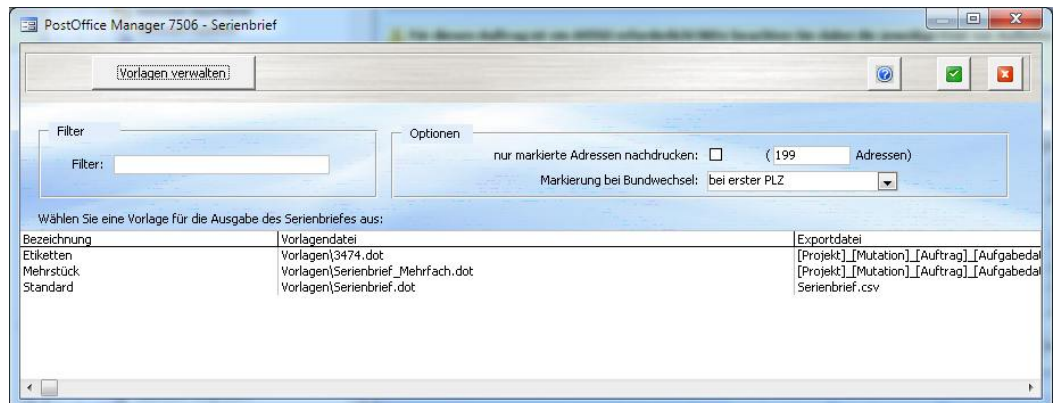 PostOffice Manager 7506 - Serienbrief
Vorlagen verwalten
Filter
Filter:
Optionen
nur markierte Adressen nachdrucken: ( 199 Adressen)
Markierung bei Bundwechsel: bei erster PLZ
Wählen Sie eine Vorlage für die Ausgabe des Serienbriefes aus:
Bezeichnung Vorlagendatei Exportdatei
Etiketten Vorlagen\3474.dot [Projekt]_[Mutation]_[Auftrag]_[Aufgabedat
Mehrstück Vorlagen\Serienbrief_Mehrfach.dot [Projekt]_[Mutation]_[Auftrag]_[Aufgabedat
Standard Vorlagen\Serienbrief.dot Serienbrief.csv